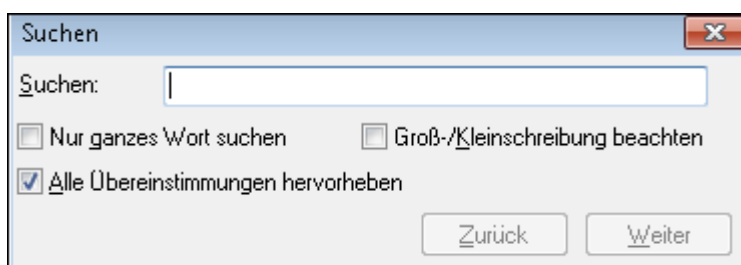 Suchen
Suchen:
Nur ganzes Wort suchen Groß-/Kleinschreibung beachten
Alle Übereinstimmungen hervorheben
Zurück Weiter